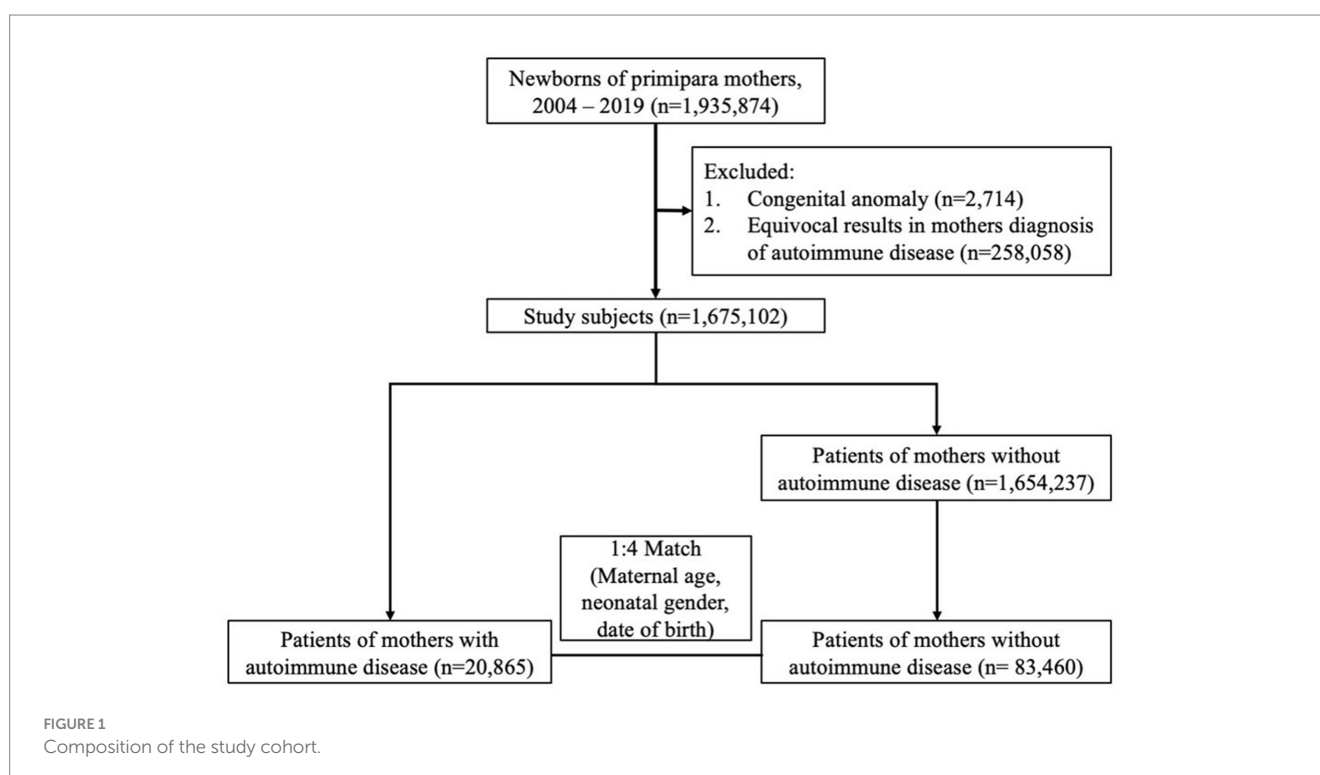 Newborns of primipara mothers,
2004 – 2019 (n=1,935,874)
Excluded:
1. Congenital anomaly (n=2,714)
2. Equivocal results in mothers diagnosis
of autoimmune disease (n=258,058)
Study subjects (n=1,675,102)
Patients of mothers without
autoimmune disease (n=1,654,237)
1:4 Match
(Maternal age,
neonatal gender,
date of birth)
Patients of mothers with
autoimmune disease (n=20,865)
Patients of mothers without
autoimmune disease (n= 83,460)
FIGURE 1
Composition of the study cohort.